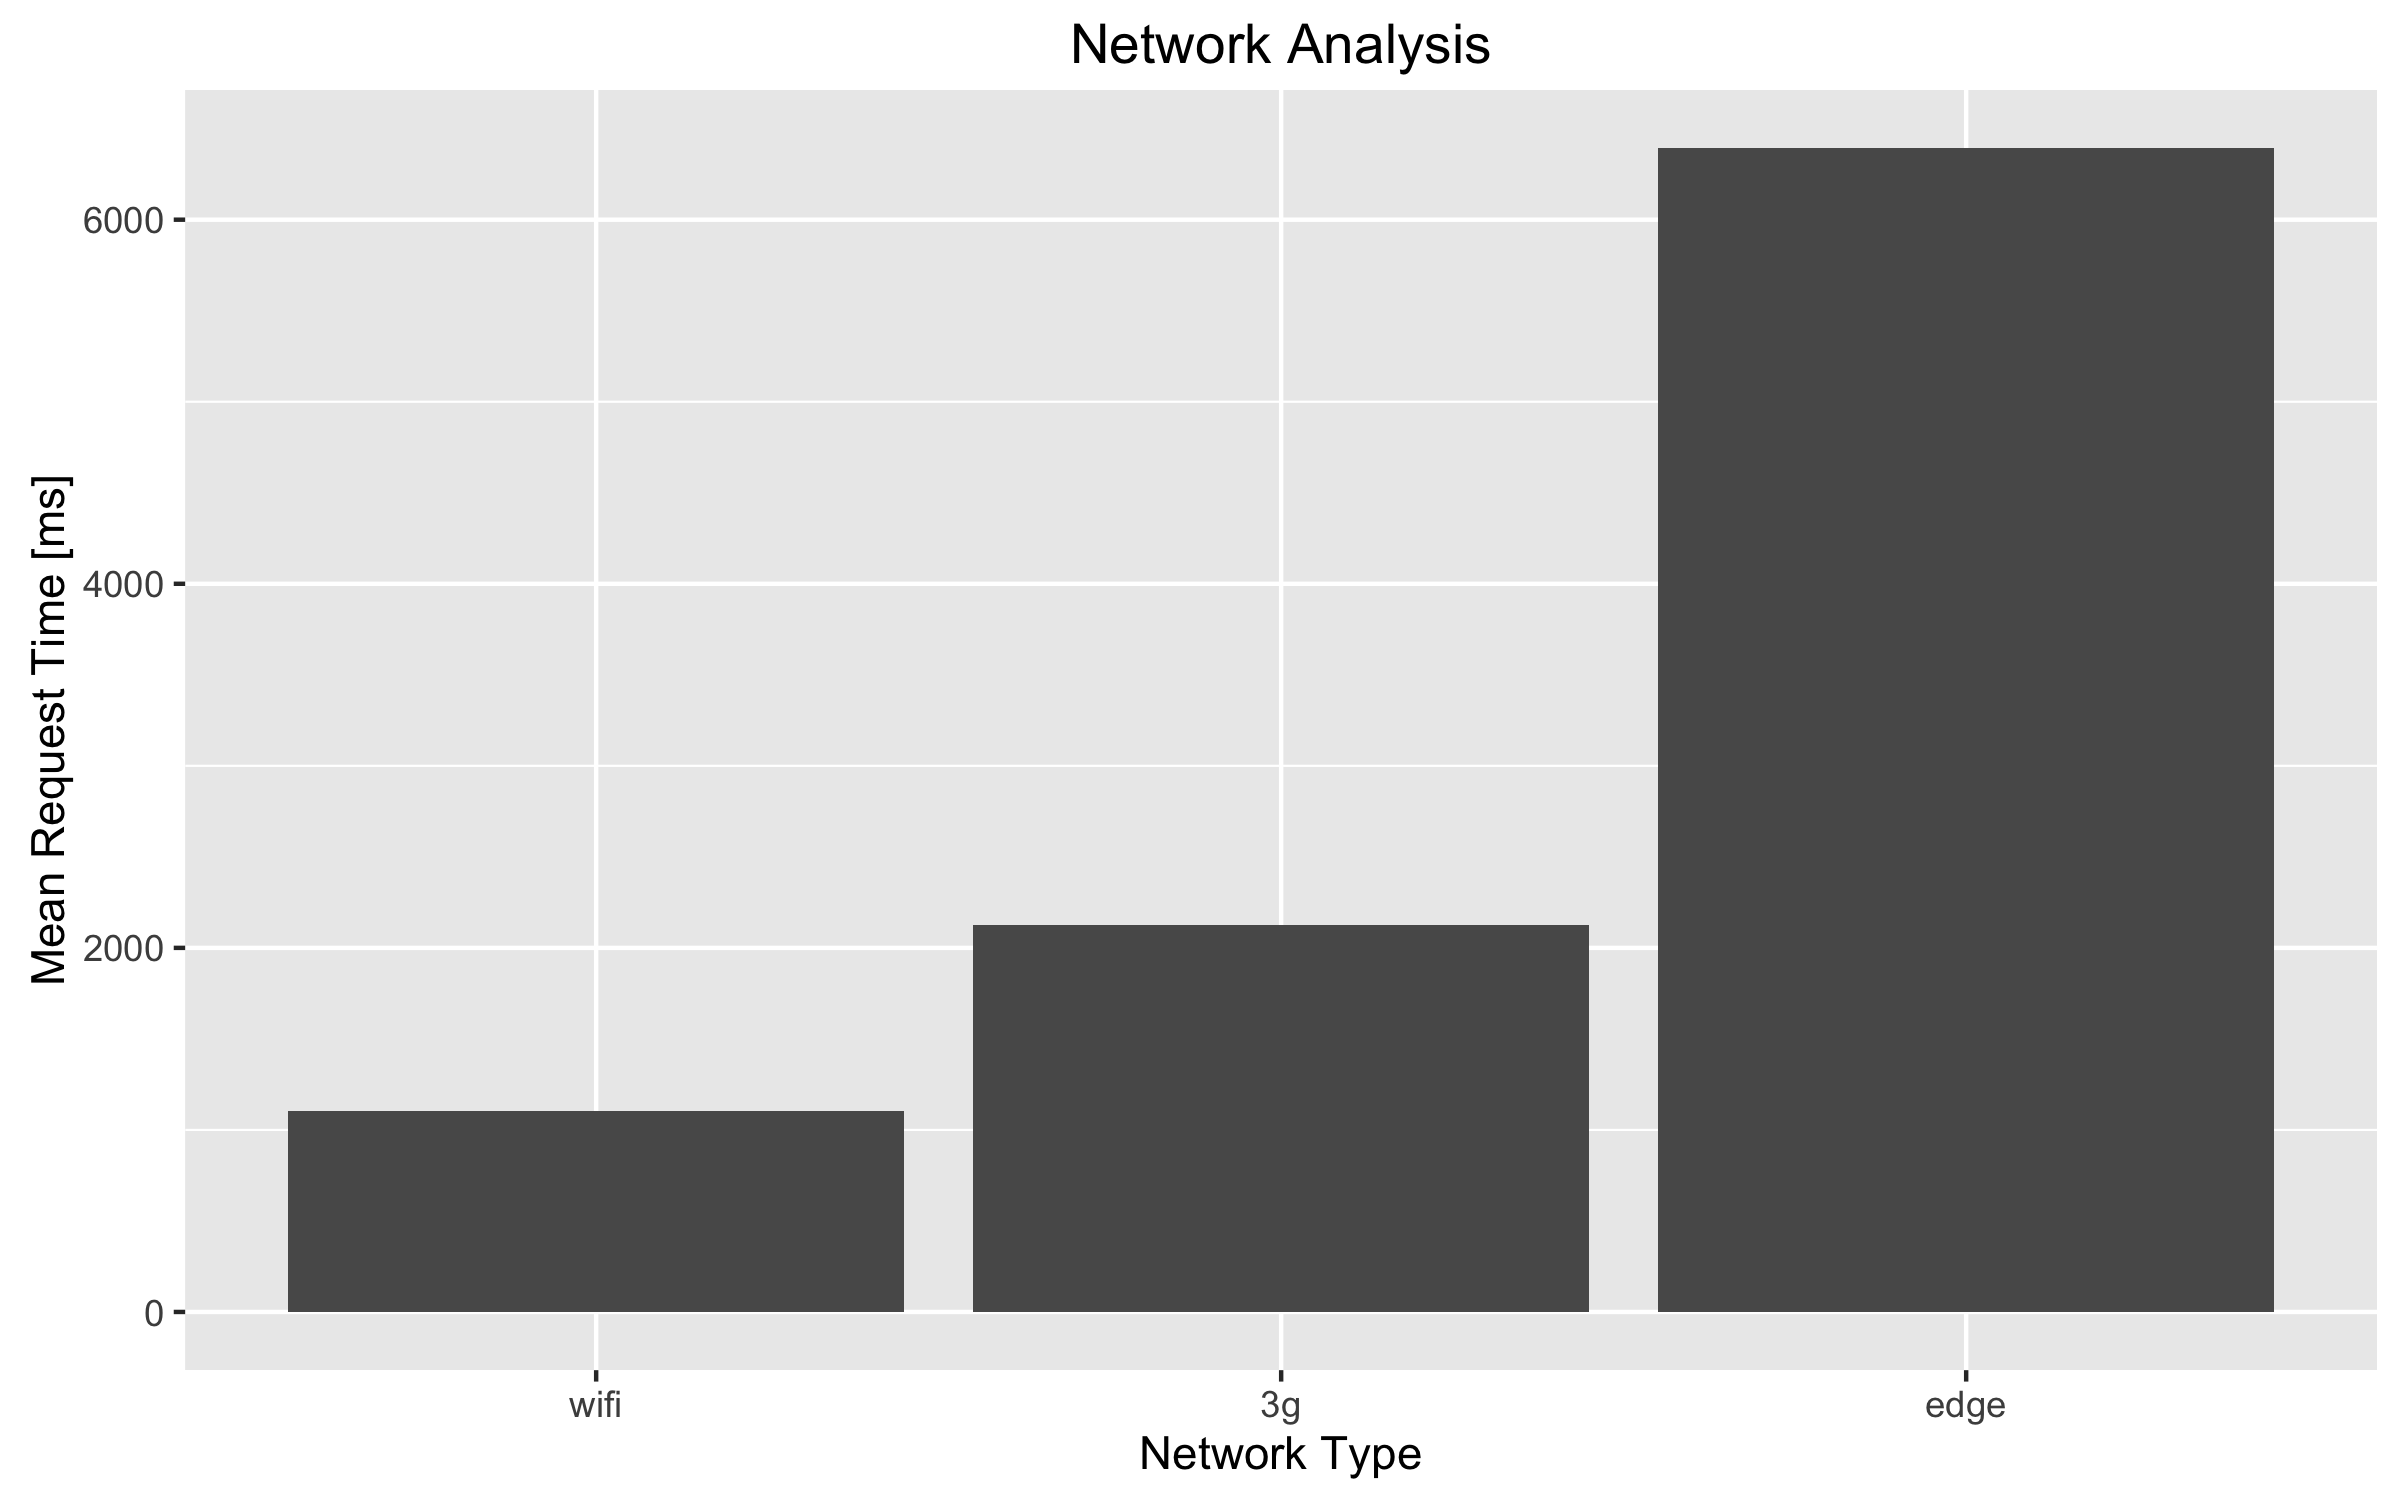 Network Analysis
Mean Request Time [ms]
6000
4000
2000
0
wifi
3g
edge
Network Type